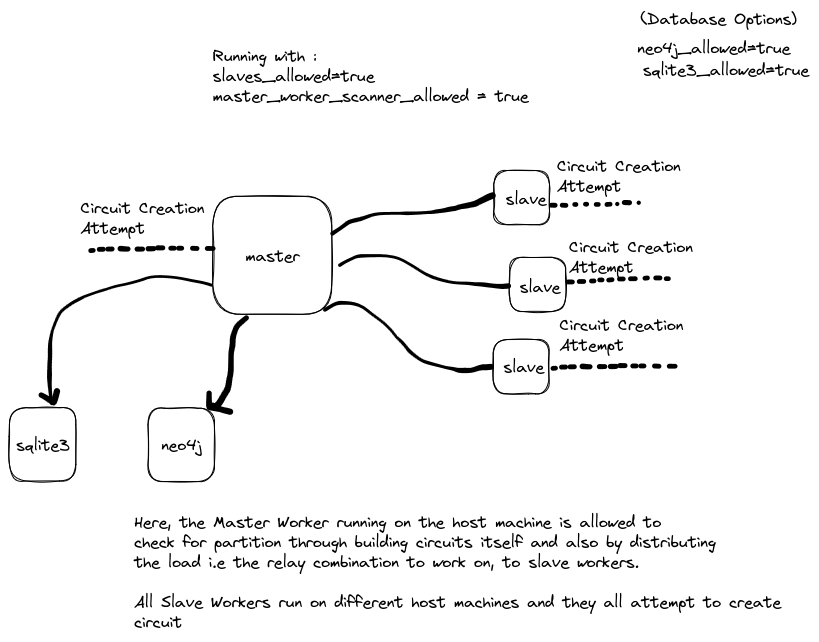 (Database Options)
neo4j_allowed=true
sqlite3_allowed=true
Running with :
slaves_allowed=true
master_worker_scanner_allowed = true
Circuit Creation
Attempt
master
slave
Circuit Creation
Attempt
slave
Circuit Creation
Attempt
slave
Circuit Creation
Attempt
sqlite3
neo4j
Here, the Master Worker running on the host machine is allowed to
check for partition through building circuits itself and also by distributing
the load i.e the relay combination to work on, to slave workers.
All Slave Workers run on different host machines and they all attempt to create
circuit